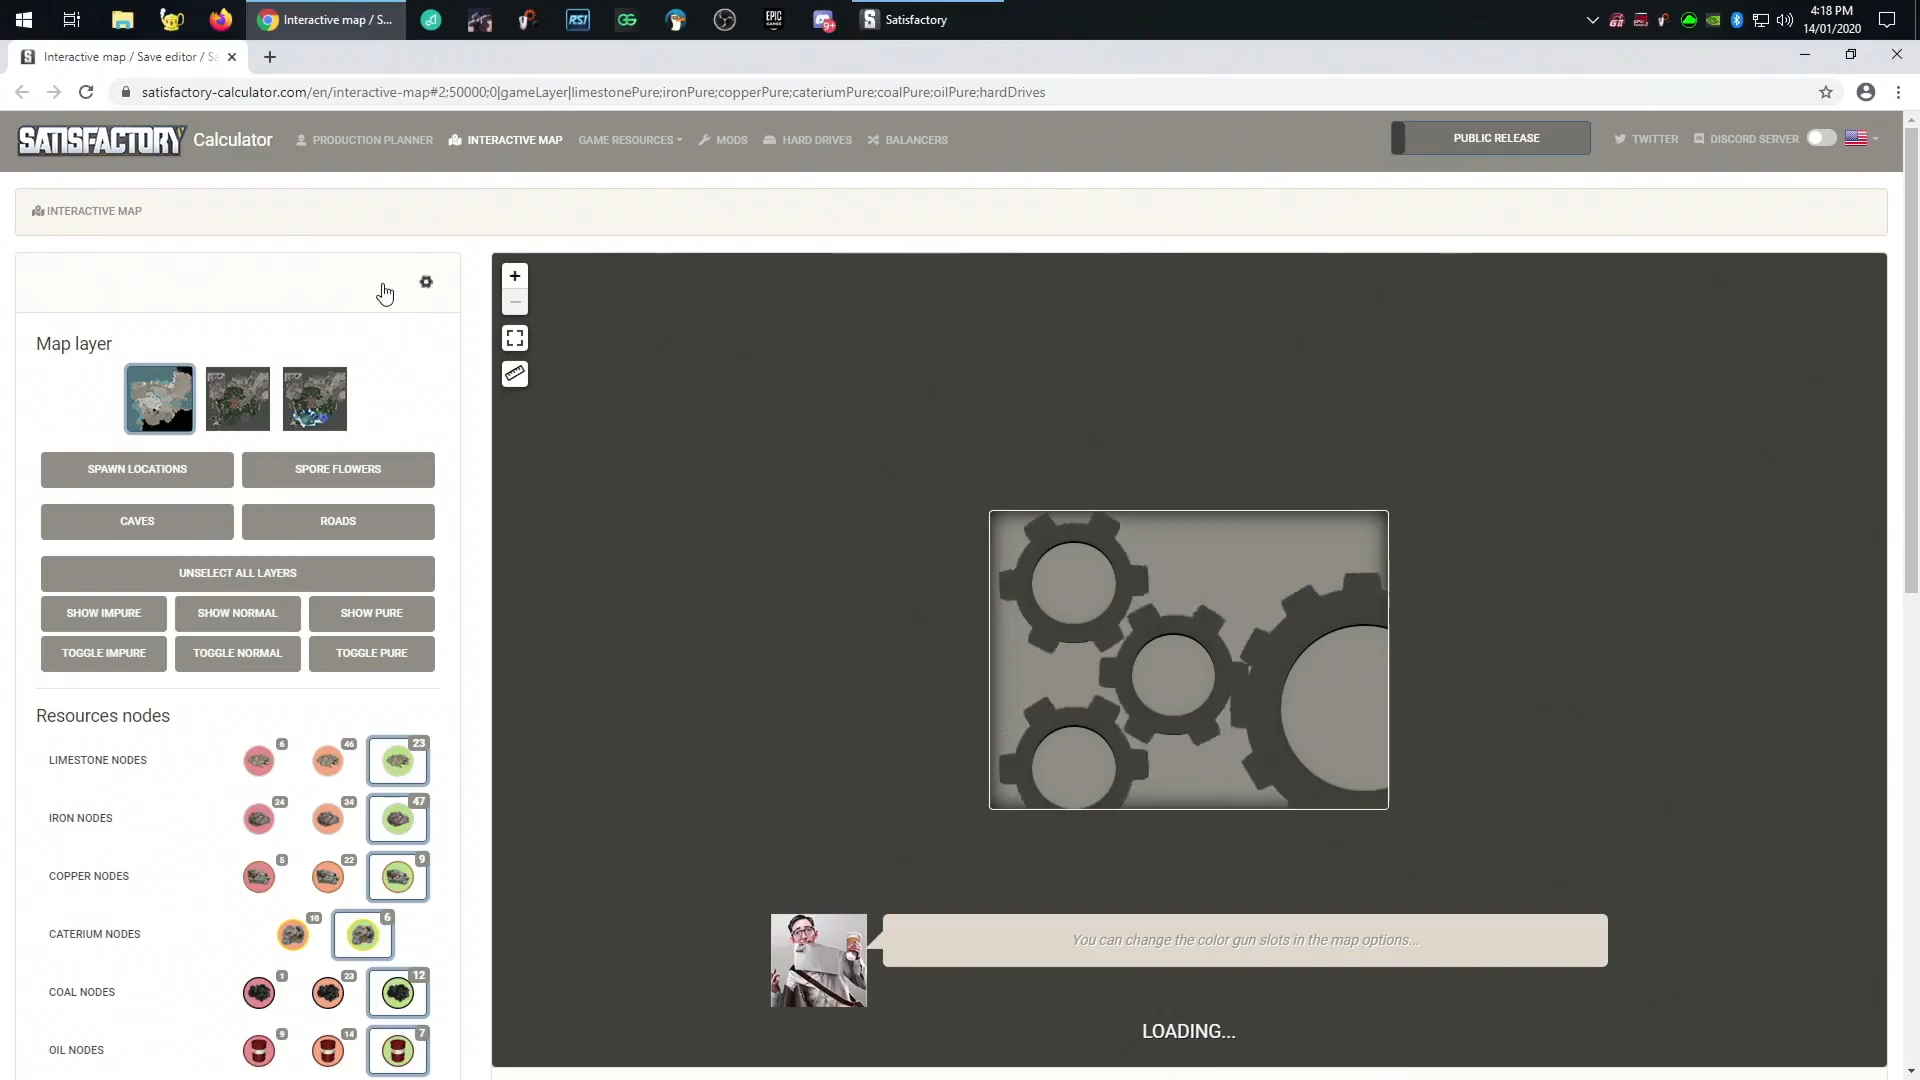 Interactive map / S...
RSI
GG
EPIC
GAMES
9+
Satisfactory
4:18 PM
14/01/2020
Interactive map / Save editor / Sa
satisfactory-calculator.com/en/interactive-map#2;50000;0|gameLayer|limestonePure;ironPure;copperPure;cateriumPure;coalPure;oilPure;hardDrives
SATISFACTORY Calculator
PRODUCTION PLANNER
INTERACTIVE MAP
GAME RESOURCES
MODS
HARD DRIVES
BALANCERS
PUBLIC RELEASE
TWITTER
DISCORD SERVER
INTERACTIVE MAP
+
−
Map layer
SPAWN LOCATIONS
SPORE FLOWERS
CAVES
ROADS
UNSELECT ALL LAYERS
SHOW IMPURE
SHOW NORMAL
SHOW PURE
TOGGLE IMPURE
TOGGLE NORMAL
TOGGLE PURE
Resources nodes
LIMESTONE NODES 6 46 23
IRON NODES 24 34 47
COPPER NODES 5 22 9
CATERIUM NODES 10 6
COAL NODES 1 23 12
OIL NODES 9 14 7
You can change the color gun slots in the map options...
LOADING...